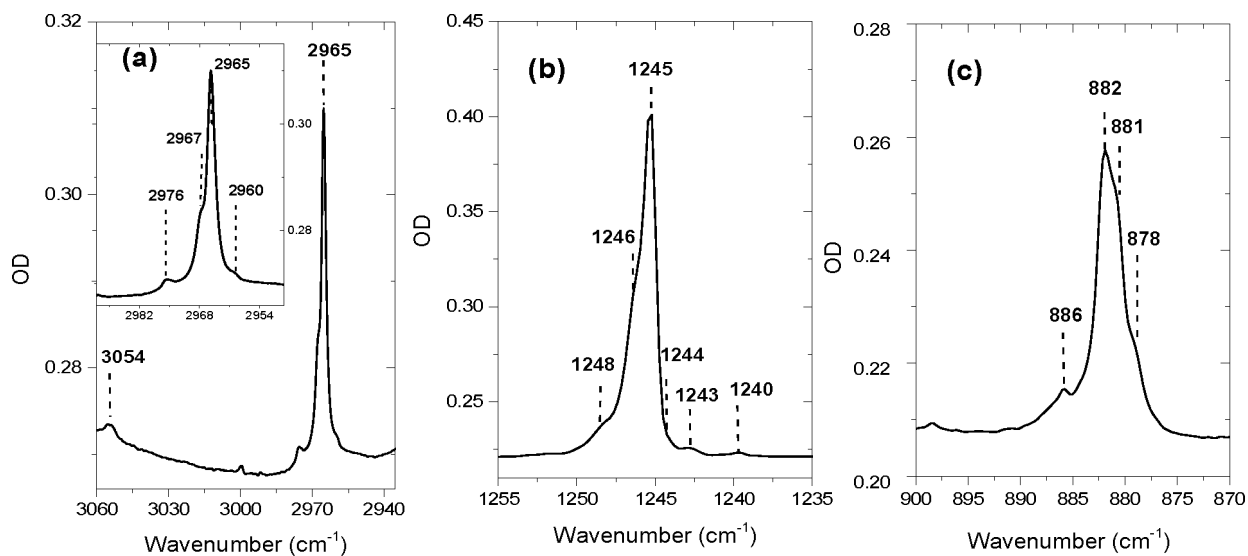 (a)
0.32
0.30
0.28
OD
3054
2965
2965
2967
2976
2960
0.30
0.28
2982 2968 2954
3060 3030 3000 2970 2940
Wavenumber (cm-1)
(b)
0.45
0.40
0.35
0.30
0.25
OD
1245
1246
1248
1244
1243
1240
1255 1250 1245 1240 1235
Wavenumber (cm-1)
(c)
0.28
0.26
0.24
0.22
0.20
OD
882
881
878
886
900 895 890 885 880 875 870
Wavenumber (cm-1)